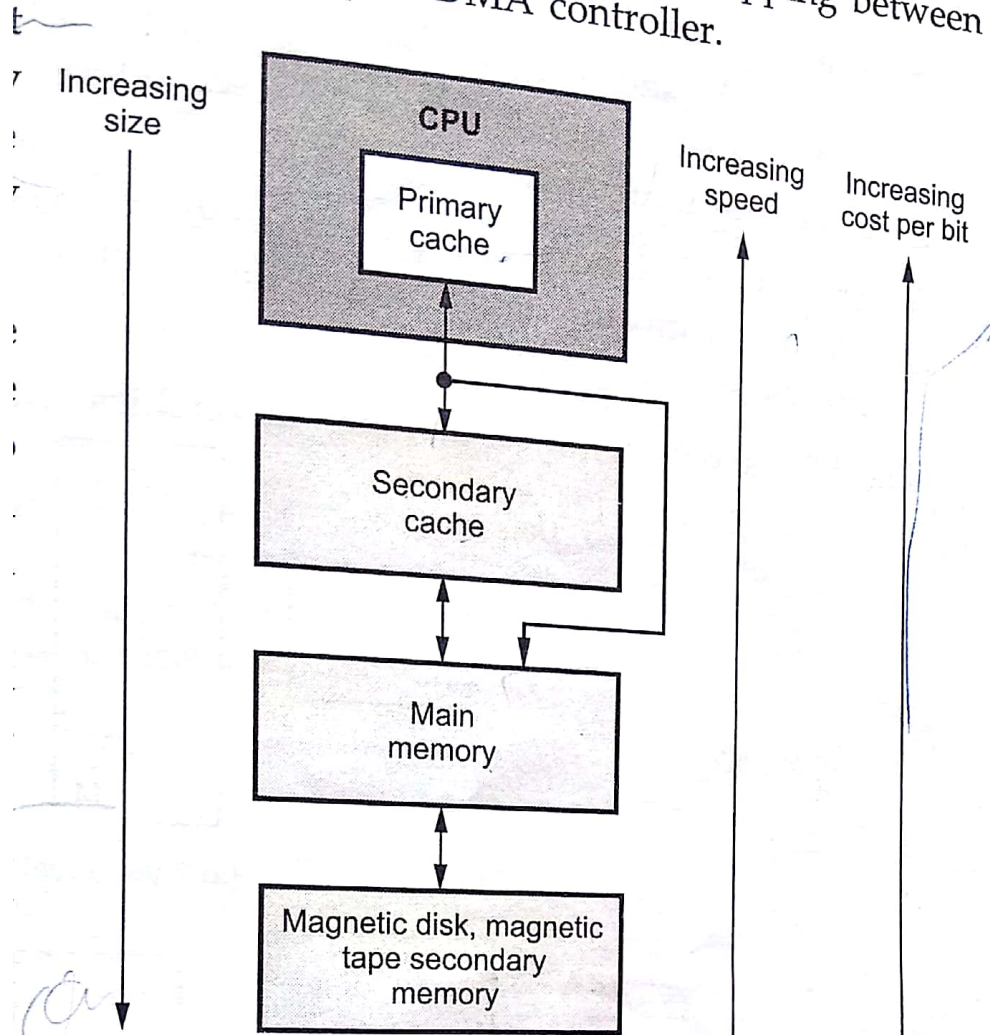 between
DMA controller.
Increasing
size
CPU
Primary
cache
Increasing
speed
Increasing
cost per bit
Secondary
cache
Main
memory
Magnetic disk, magnetic
tape secondary
memory